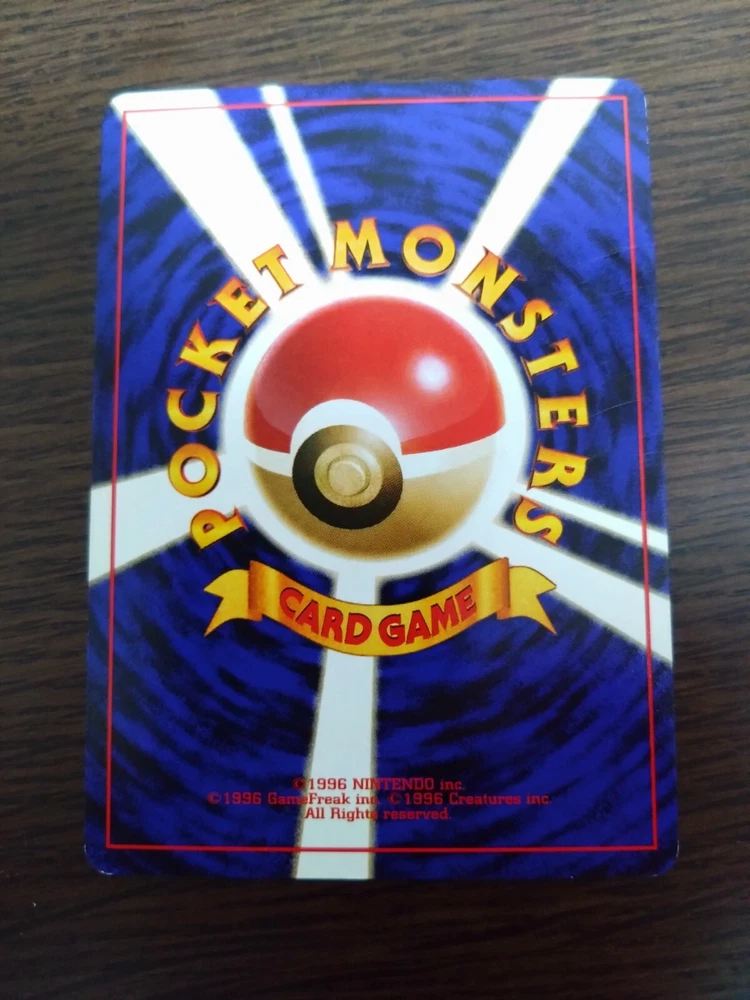 POCKET MONSTERS
CARD GAME
©1996 NINTENDO inc.
©1996 GameFreak inc. ©1996 Creatures inc.
All Rights reserved.